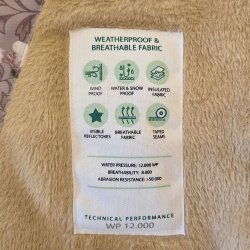 WEATHERPROOF &
BREATHABLE FABRIC
WIND
PROOF
WATER & SNOW
PROOF
INSULATED
FABRIC
VISIBLE
REFLECTORES
BREATHABLE
FABRIC
TAPED
SEAMS
WATER PRESSURE: 12.000 WP
BREATHABILITY: 8.000
ABRASION RESISTANCE: >50.000
TECHNICAL PERFORMANCE
WP 12.000